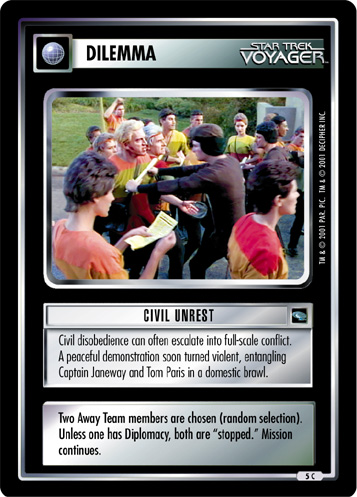 DILEMMA
STAR TREK
VOYAGER
TM & © 2001 PAR. PIC. TM & © 2001 DECIPHER INC.
CIVIL UNREST
Civil disobedience can often escalate into full-scale conflict.
A peaceful demonstration soon turned violent, entangling
Captain Janeway and Tom Paris in a domestic brawl.
Two Away Team members are chosen (random selection).
Unless one has Diplomacy, both are “stopped.” Mission
continues.
5 C